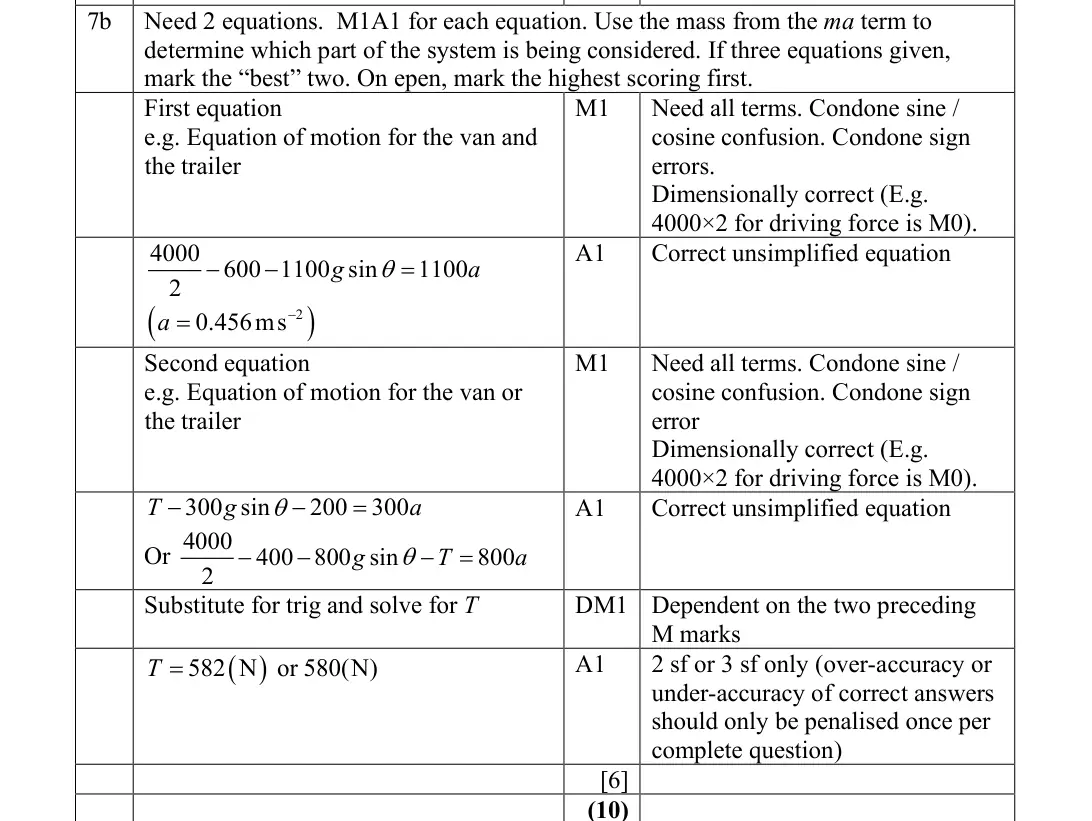 7b Need 2 equations. M1A1 for each equation. Use the mass from the ma term to
determine which part of the system is being considered. If three equations given,
mark the “best” two. On epen, mark the highest scoring first.
First equation
e.g. Equation of motion for the van and
the trailer
M1
Need all terms. Condone sine /
cosine confusion. Condone sign
errors.
Dimensionally correct (E.g.
4000×2 for driving force is M0).
4000/2 − 600 − 1100g sin θ = 1100a
(a = 0.456 m s⁻²)
A1
Correct unsimplified equation
Second equation
e.g. Equation of motion for the van or
the trailer
M1
Need all terms. Condone sine /
cosine confusion. Condone sign
error
Dimensionally correct (E.g.
4000×2 for driving force is M0).
T − 300g sin θ − 200 = 300a
Or 4000/2 − 400 − 800g sin θ − T = 800a
A1
Correct unsimplified equation
Substitute for trig and solve for T
DM1
Dependent on the two preceding
M marks
T = 582(N) or 580(N)
A1
2 sf or 3 sf only (over-accuracy or
under-accuracy of correct answers
should only be penalised once per
complete question)
[6]
(10)